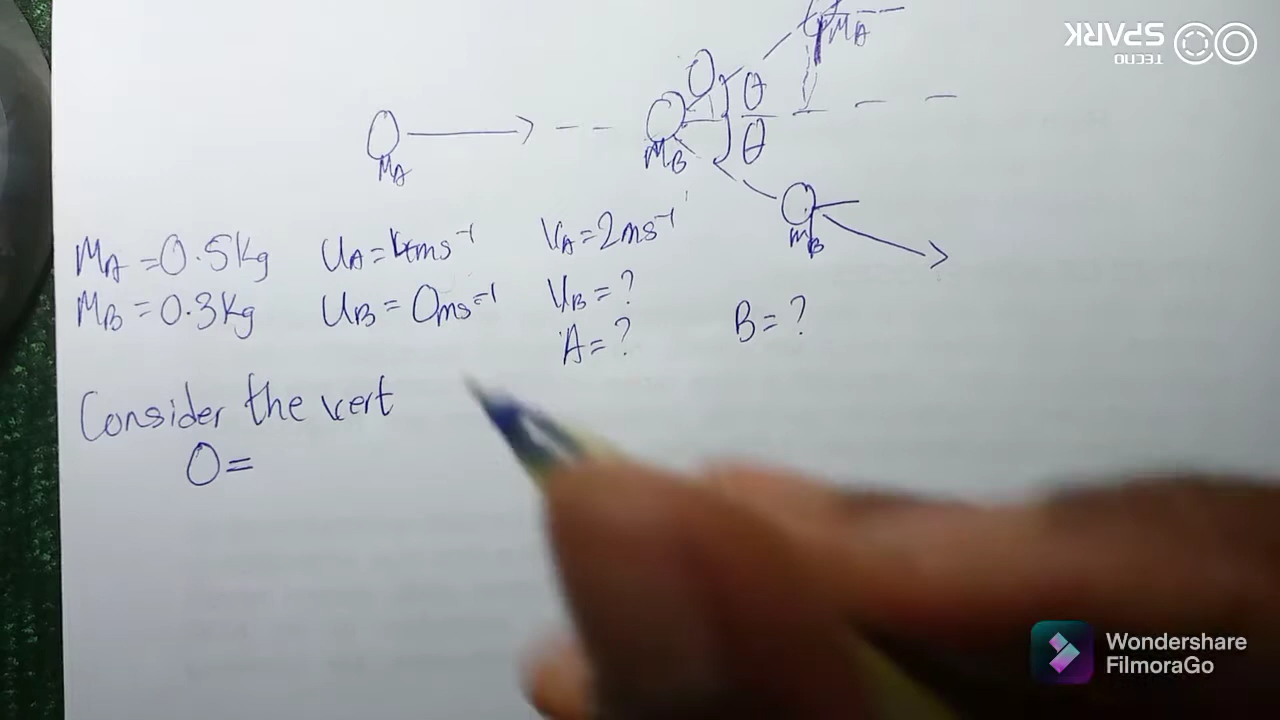 MA
MA
θ
MB
θ
MB
MA = 0.5kg UA = 4ms⁻¹ VA = 2ms⁻¹
MB = 0.3kg UB = 0ms⁻¹ VB = ?
A = ? B = ?
Consider the vert
0 =
SPARK
TECNO
Wondershare
FilmoraGo